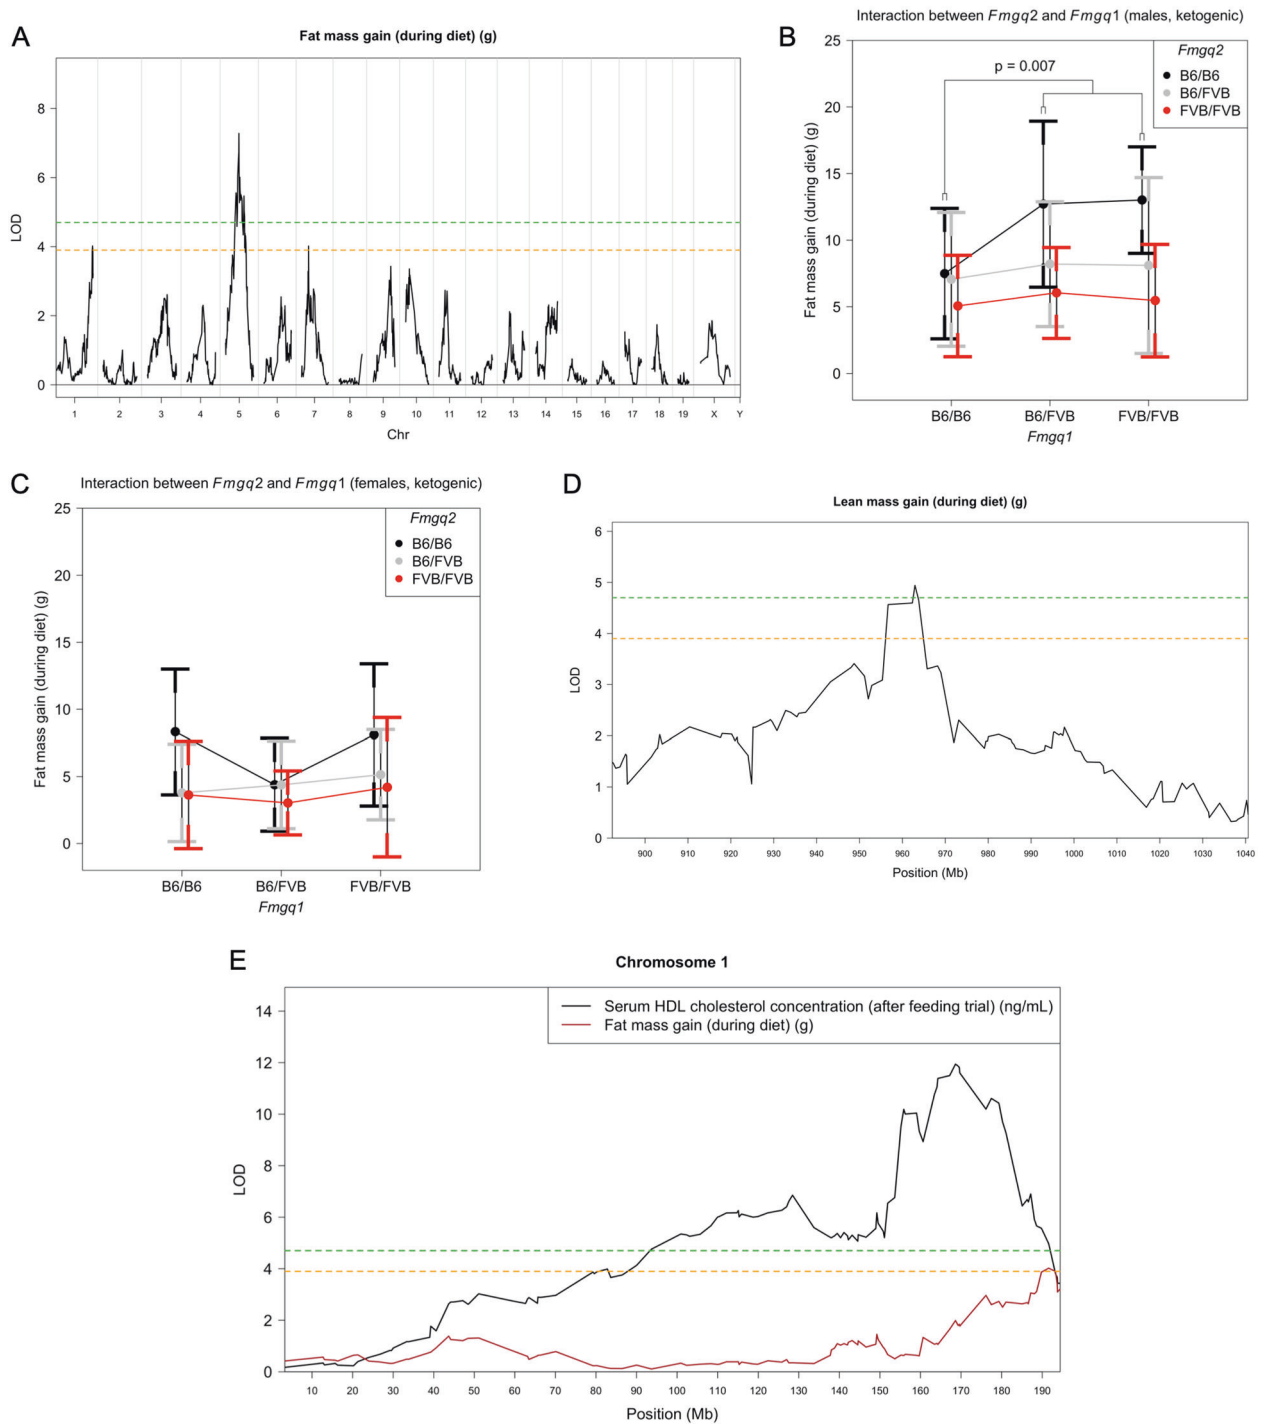 A
Fat mass gain (during diet) (g)
LOD
8
6
4
2
0
1 2 3 4 5 6 7 8 9 10 11 12 13 14 15 16 17 18 19 X Y
Chr
B
Interaction between Fmgq2 and Fmgq1 (males, ketogenic)
Fat mass gain (during diet) (g)
25
20
15
10
5
0
p = 0.007
Fmgq2
B6/B6
B6/FVB
FVB/FVB
B6/B6 B6/FVB FVB/FVB
Fmgq1
C
Interaction between Fmgq2 and Fmgq1 (females, ketogenic)
Fat mass gain (during diet) (g)
25
20
15
10
5
0
Fmgq2
B6/B6
B6/FVB
FVB/FVB
B6/B6 B6/FVB FVB/FVB
Fmgq1
D
Lean mass gain (during diet) (g)
LOD
6
5
4
3
2
1
0
900 910 920 930 940 950 960 970 980 990 1000 1010 1020 1030 1040
Position (Mb)
E
Chromosome 1
LOD
14
12
10
8
6
4
2
0
Serum HDL cholesterol concentration (after feeding trial) (ng/mL)
Fat mass gain (during diet) (g)
10 20 30 40 50 60 70 80 90 100 110 120 130 140 150 160 170 180 190
Position (Mb)